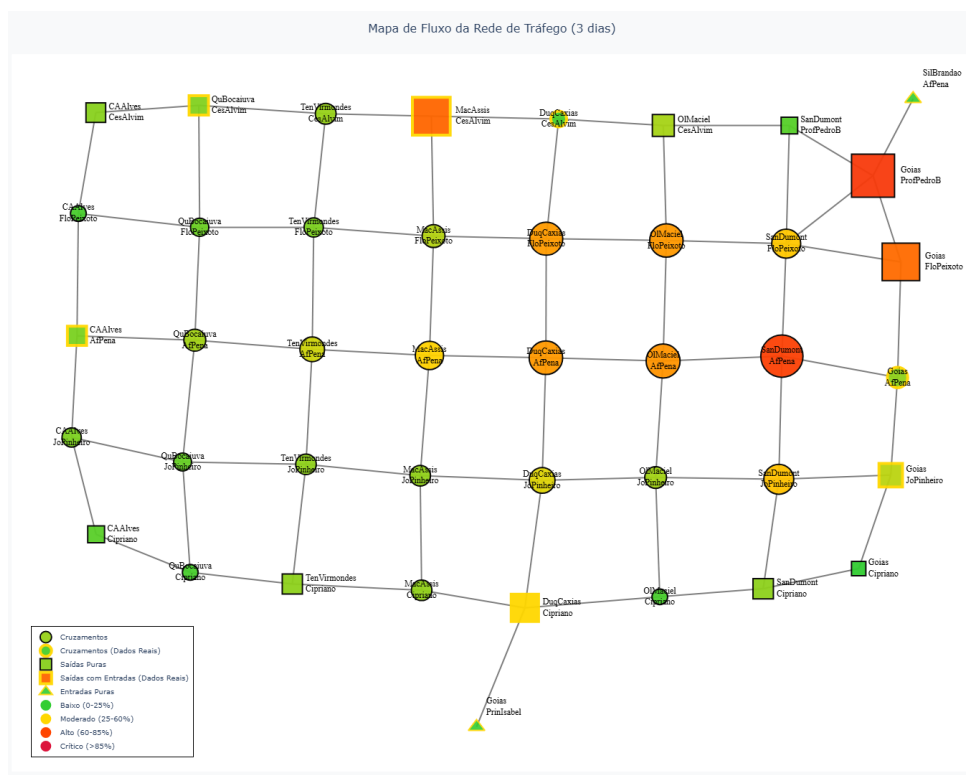 Mapa de Fluxo da Rede de Tráfego (3 dias)
SilBrandao
AfPena
CAAlves
CesAlvim
QuBocaiuva
CesAlvim
TenVirmondes
CesAlvim
MacAssis
CesAlvim
DuqCaxias
CesAlvim
OlMaciel
CesAlvim
SanDumont
ProfPedroB
Goias
ProfPedroB
CAAlves
FloPeixoto
QuBocaiuva
FloPeixoto
TenVirmondes
FloPeixoto
MacAssis
FloPeixoto
DuqCaxias
FloPeixoto
OlMaciel
FloPeixoto
SanDumont
FloPeixoto
Goias
FloPeixoto
CAAlves
AfPena
QuBocaiuva
AfPena
TenVirmondes
AfPena
MacAssis
AfPena
DuqCaxias
AfPena
OlMaciel
AfPena
SanDumont
AfPena
Goias
AfPena
CAAlves
JoPinheiro
QuBocaiuva
JoPinheiro
TenVirmondes
JoPinheiro
MacAssis
JoPinheiro
DuqCaxias
JoPinheiro
OlMaciel
JoPinheiro
SanDumont
JoPinheiro
Goias
JoPinheiro
CAAlves
Cipriano
QuBocaiuva
Cipriano
TenVirmondes
Cipriano
MacAssis
Cipriano
DuqCaxias
Cipriano
OlMaciel
Cipriano
SanDumont
Cipriano
Goias
Cipriano
Goias
PrinIsabel
Cruzamentos
Cruzamentos (Dados Reais)
Saídas Puras
Saídas com Entradas (Dados Reais)
Entradas Puras
Baixo (0-25%)
Moderado (25-60%)
Alto (60-85%)
Crítico (>85%)